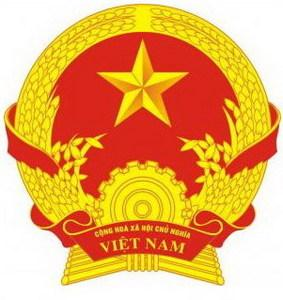 CỘNG HOÀ XÃ HỘI CHỦ NGHĨA
VIỆT NAM